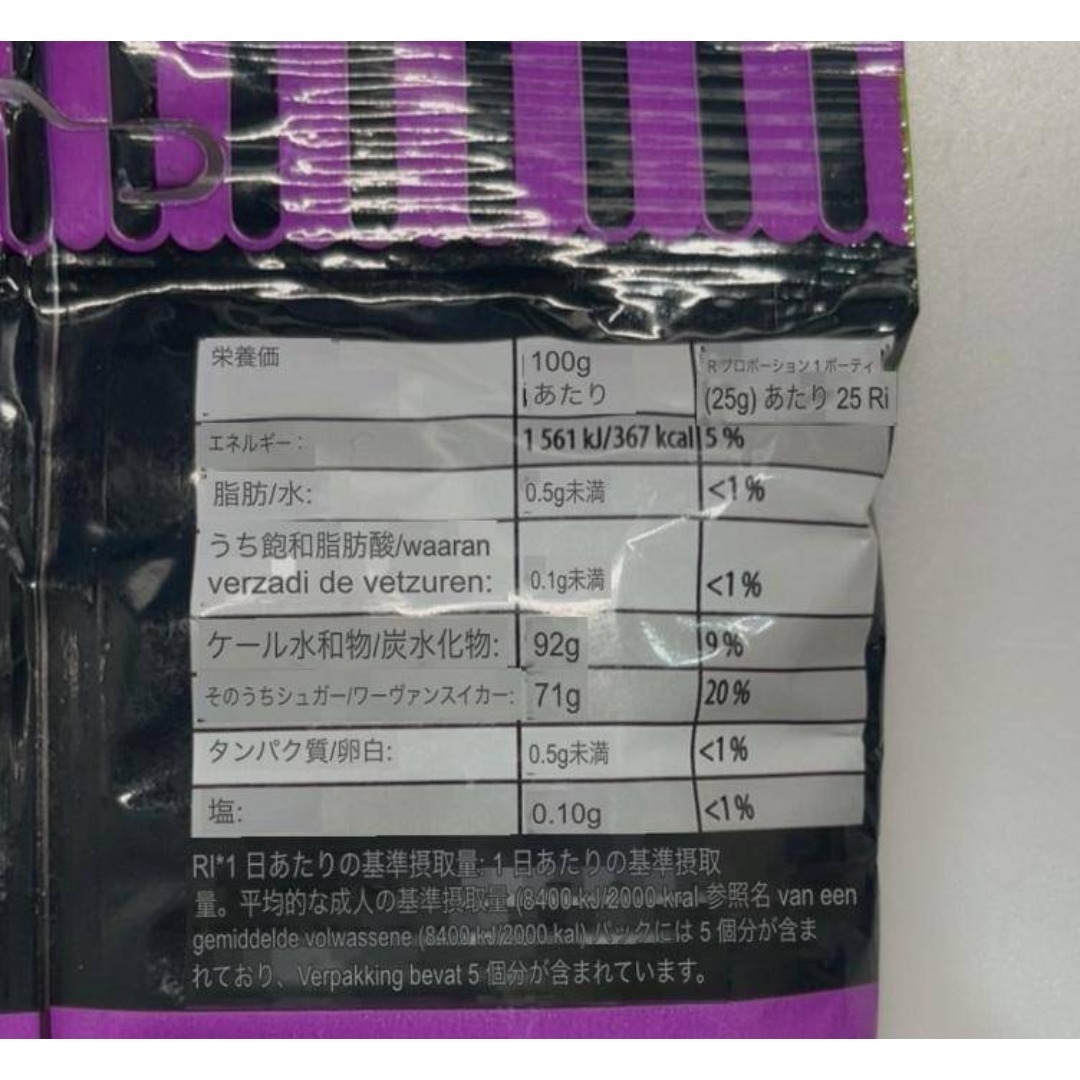 栄養価
100g
あたり
R プロポーション 1 ポーティ
(25g) あたり 25 Ri
エネルギー:
1 561 kJ/367 kcal
5 %
脂肪/水:
0.5g未満
<1 %
うち飽和脂肪酸/waaran
verzadi de vetzuren:
0.1g未満
<1 %
ケール水和物/炭水化物:
92g
9 %
そのうちシュガー/ワーヴァンスイカー:
71g
20 %
タンパク質/卵白:
0.5g未満
<1 %
塩:
0.10g
<1 %
RI*1 日あたりの基準摂取量: 1 日あたりの基準摂取
量。平均的な成人の基準摂取量 (8400 kJ/2000 kral 参照名 van een
gemiddelde volwassene (8400 kJ/2000 kal) パックには 5 個分が含ま
れており、Verpakking bevat 5 個分が含まれています。